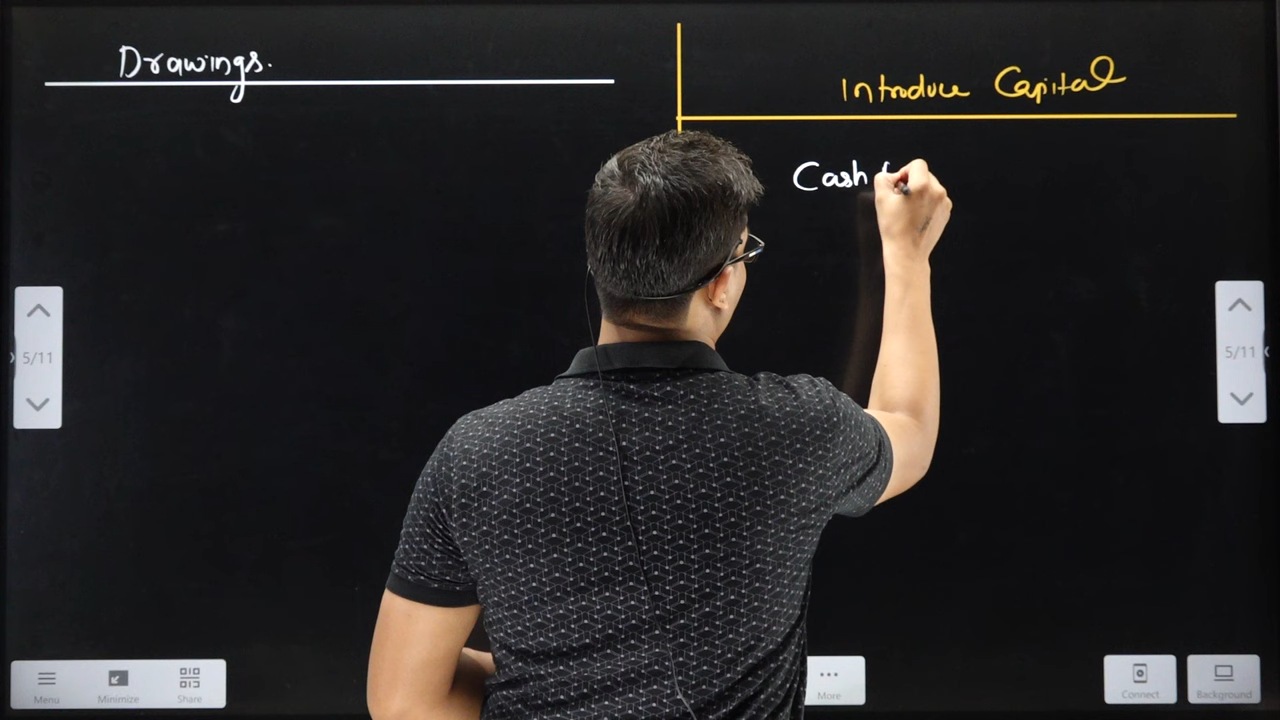 Drawings.
Introduce Capital
Cash
5/11
5/11
Menu
Minimize
Share
More
Connect
Background